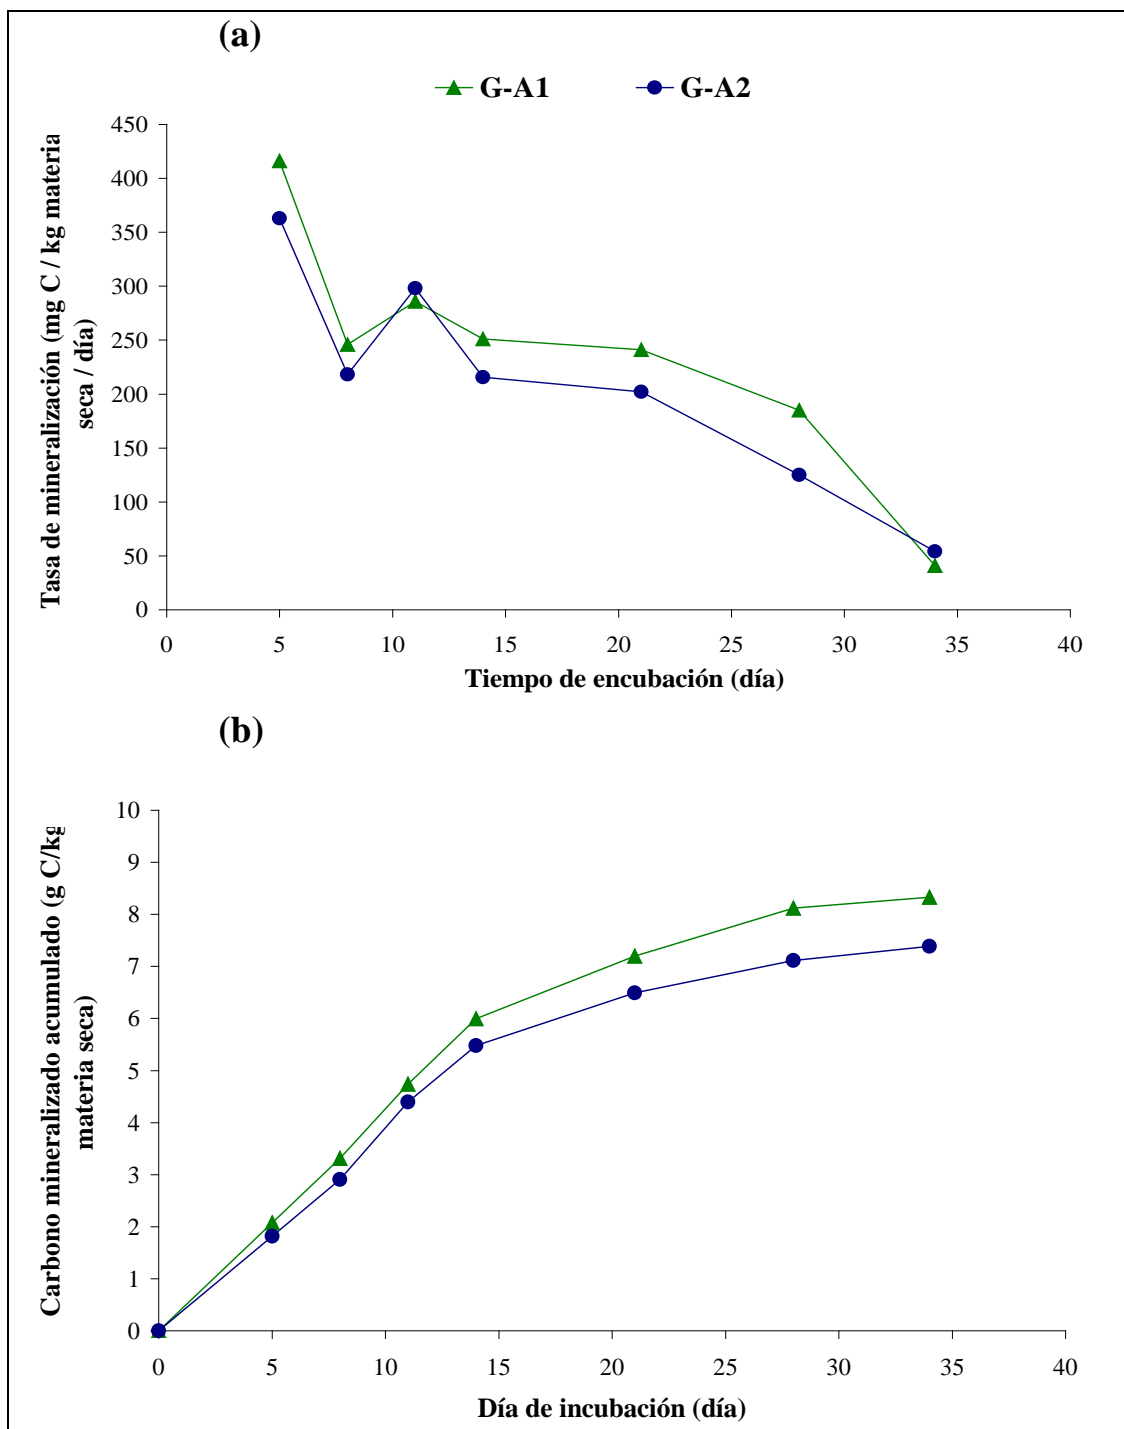 (a)
G-A1 G-A2
Tasa de mineralización (mg C / kg materia
seca / día)
450
400
350
300
250
200
150
100
50
0
0 5 10 15 20 25 30 35 40
Tiempo de encubación (día)
(b)
Carbono mineralizado acumulado (g C/kg
materia seca)
10
9
8
7
6
5
4
3
2
1
0
0 5 10 15 20 25 30 35 40
Día de incubación (día)